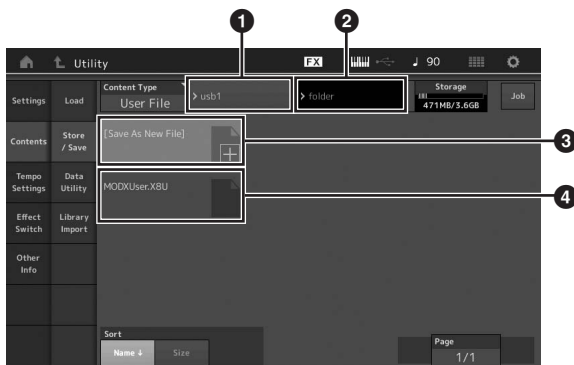 1
2
Utility
FX
♩ 90
Settings
Load
Content Type
User File
> usb1
> folder
Storage
471MB/3.6GB
Job
Contents
Store
/ Save
[Save As New File]
3
Tempo
Settings
Data
Utility
MODXUser.X8U
4
Effect
Switch
Library
Import
Other
Info
Sort
Name ↓
Size
Page
1/1